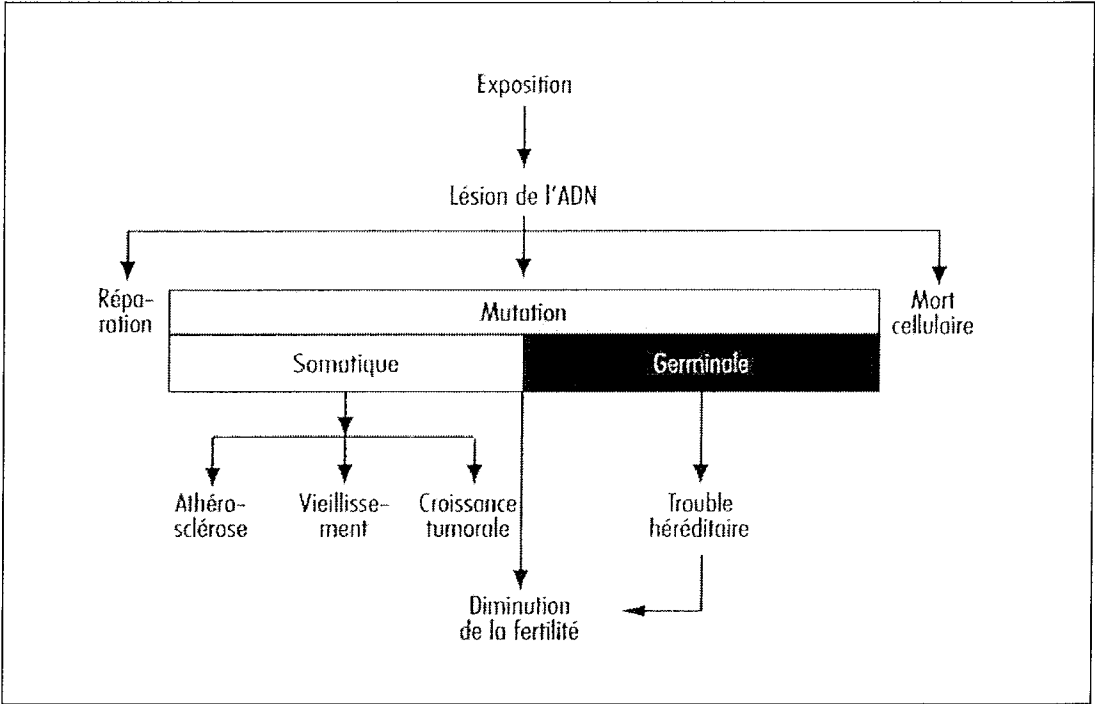 Exposition
Lésion de l'ADN
Répa-
ration
Mutation
Mort
cellulaire
Somatique
Germinale
Athéro-
sclérose
Vieillisse-
ment
Croissance
tumorale
Trouble
héréditaire
Diminution
de la fertilité